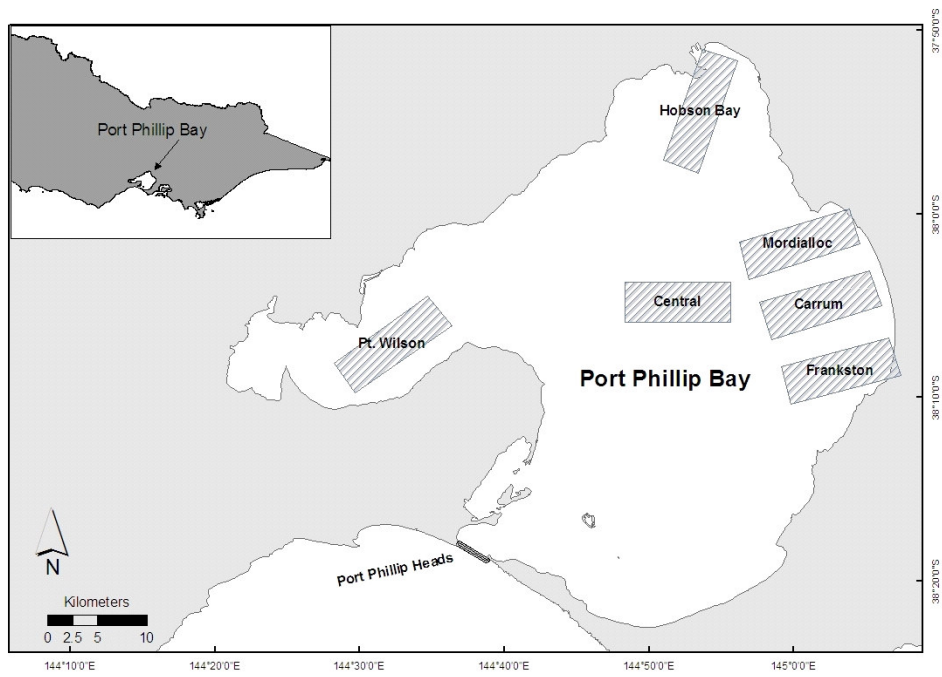 Port Phillip Bay
Hobson Bay
Mordialloc
Central
Carrum
Pt. Wilson
Frankston
Port Phillip Bay
Port Phillip Heads
N
Kilometers
0 2.5 5 10
144°10'0"E 144°20'0"E 144°30'0"E 144°40'0"E 144°50'0"E 145°0'0"E
37°50'0"S
38°0'0"S
38°10'0"S
38°20'0"S